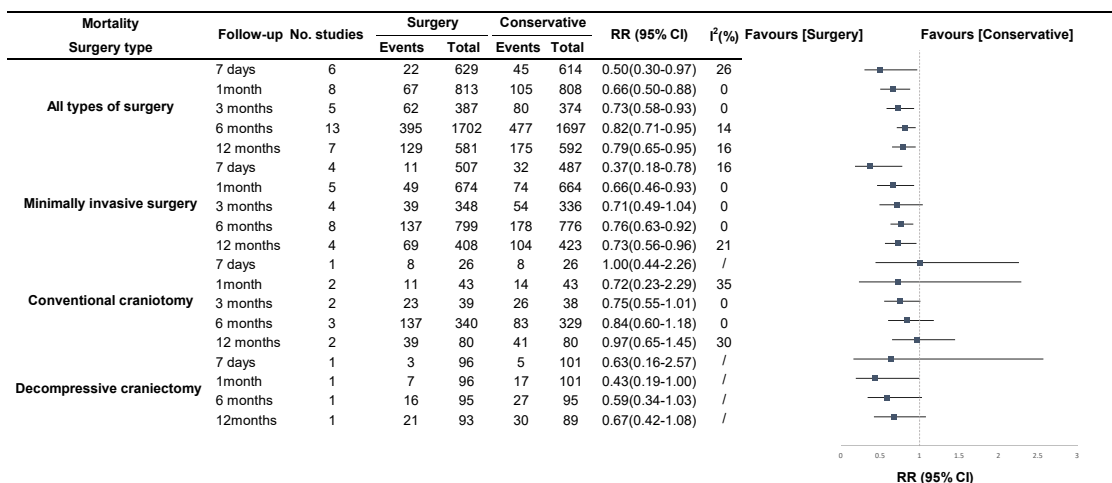 Mortality Surgery Conservative
Surgery type Follow-up No. studies Events Total Events Total RR (95% CI) I²(%) Favours [Surgery] Favours [Conservative]
All types of surgery
7 days 6 22 629 45 614 0.50(0.30-0.97) 26
1month 8 67 813 105 808 0.66(0.50-0.88) 0
3 months 5 62 387 80 374 0.73(0.58-0.93) 0
6 months 13 395 1702 477 1697 0.82(0.71-0.95) 14
12 months 7 129 581 175 592 0.79(0.65-0.95) 16
Minimally invasive surgery
7 days 4 11 507 32 487 0.37(0.18-0.78) 16
1month 5 49 674 74 664 0.66(0.46-0.93) 0
3 months 4 39 348 54 336 0.71(0.49-1.04) 0
6 months 8 137 799 178 776 0.76(0.63-0.92) 0
12 months 4 69 408 104 423 0.73(0.56-0.96) 21
Conventional craniotomy
7 days 1 8 26 8 26 1.00(0.44-2.26) /
1month 2 11 43 14 43 0.72(0.23-2.29) 35
3 months 2 23 39 26 38 0.75(0.55-1.01) 0
6 months 3 137 340 83 329 0.84(0.60-1.18) 0
12 months 2 39 80 41 80 0.97(0.65-1.45) 30
Decompressive craniectomy
7 days 1 3 96 5 101 0.63(0.16-2.57) /
1month 1 7 96 17 101 0.43(0.19-1.00) /
6 months 1 16 95 27 95 0.59(0.34-1.03) /
12months 1 21 93 30 89 0.67(0.42-1.08) /
0 0.5 1 1.5 2 2.5 3
RR (95% CI)